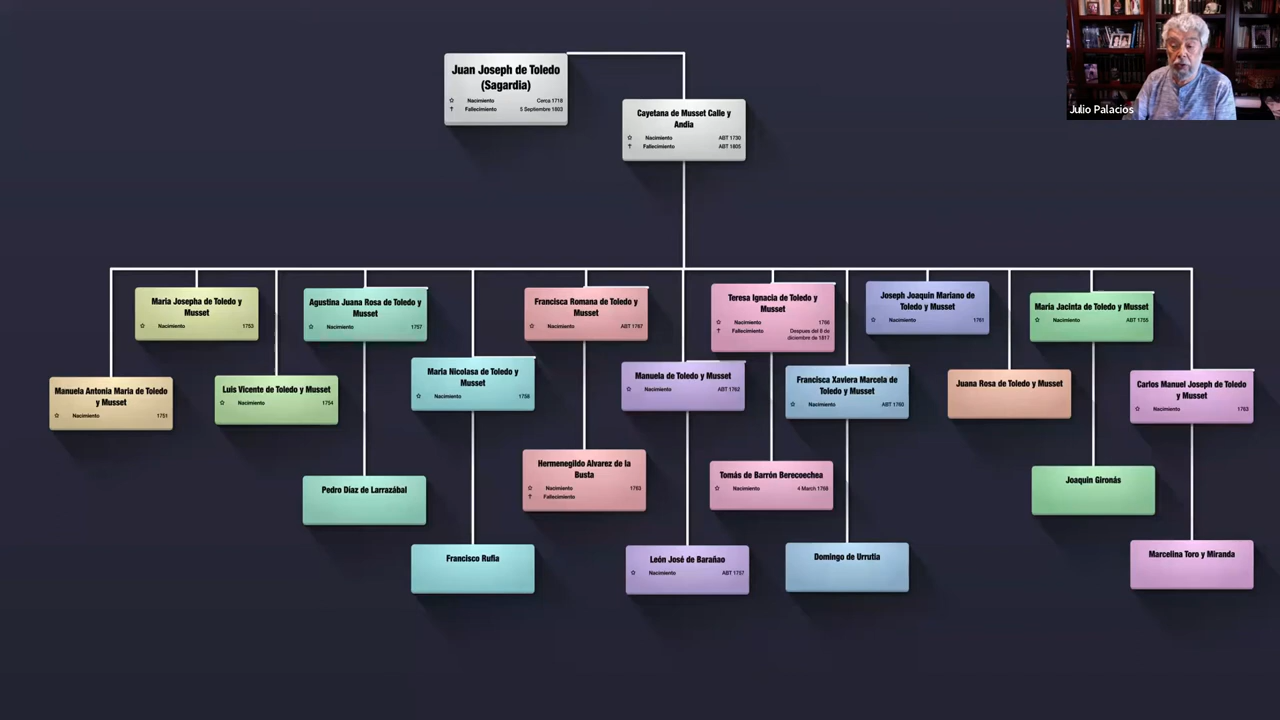 Juan Joseph de Toledo
(Sagardia)
Nacimiento Cerca 1718
Fallecimiento 5 Septiembre 1803
Julio Palacios
Cayetana de Musset Calle y
Andia
Nacimiento ABT 1730
Fallecimiento ABT 1805
Maria Josepha de Toledo y
Musset
Nacimiento 1753
Agustina Juana Rosa de Toledo y
Musset
Nacimiento 1757
Francisca Romana de Toledo y
Musset
Nacimiento ABT 1767
Teresa Ignacia de Toledo y
Musset
Nacimiento 1766
Fallecimiento Despues del 8 de
diciembre de 1817
Joseph Joaquin Mariano de
Toledo y Musset
Nacimiento 1761
Maria Jacinta de Toledo y Musset
Nacimiento ABT 1755
Manuela Antonia Maria de Toledo
y Musset
Nacimiento 1751
Luis Vicente de Toledo y Musset
Nacimiento 1754
Maria Nicolasa de Toledo y
Musset
Nacimiento 1758
Manuela de Toledo y Musset
Nacimiento ABT 1762
Francisca Xaviera Marcela de
Toledo y Musset
Nacimiento ABT 1760
Juana Rosa de Toledo y Musset
Carlos Manuel Joseph de Toledo
y Musset
Nacimiento 1763
Pedro Díaz de Larrazábal
Hermenegildo Alvarez de la
Busta
Nacimiento 1763
Fallecimiento
Tomás de Barrón Berecoechea
Nacimiento 4 March 1768
Joaquin Gironás
Francisco Rufia
León José de Barañao
Nacimiento ABT 1757
Domingo de Urrutia
Marcelina Toro y Miranda